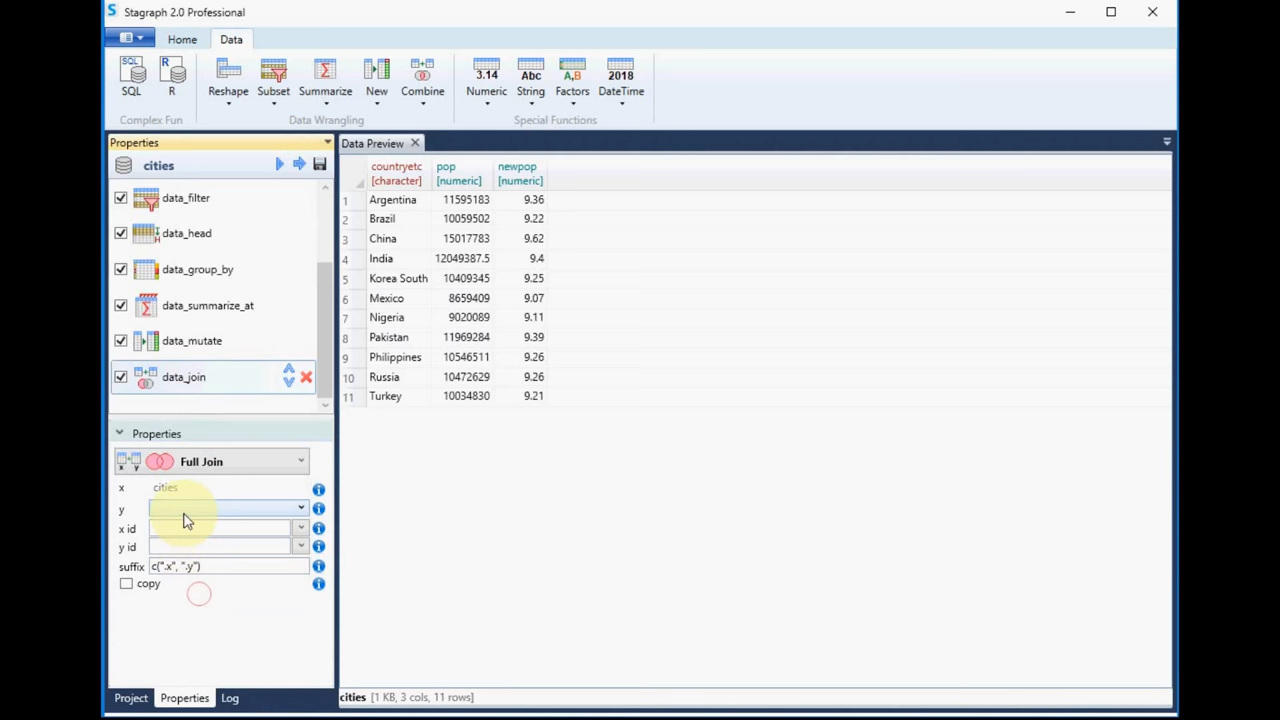 Stagraph 2.0 Professional
Home Data
SQL R Reshape Subset Summarize New Combine 3.14 Numeric Abc String A,B Factors 2018 DateTime
Complex Fun Data Wrangling Special Functions
Properties
cities
data_filter
data_head
data_group_by
data_summarize_at
data_mutate
data_join
Properties
x y Full Join
x cities
y
x id
y id
suffix c(".x", ".y")
copy
Project Properties Log
Data Preview
countryetc pop newpop
[character] [numeric] [numeric]
1 Argentina 11595183 9.36
2 Brazil 10059502 9.22
3 China 15017783 9.62
4 India 12049387.5 9.4
5 Korea South 10409345 9.25
6 Mexico 8659409 9.07
7 Nigeria 9020089 9.11
8 Pakistan 11969284 9.39
9 Philippines 10546511 9.26
10 Russia 10472629 9.26
11 Turkey 10034830 9.21
cities [1 KB, 3 cols, 11 rows]